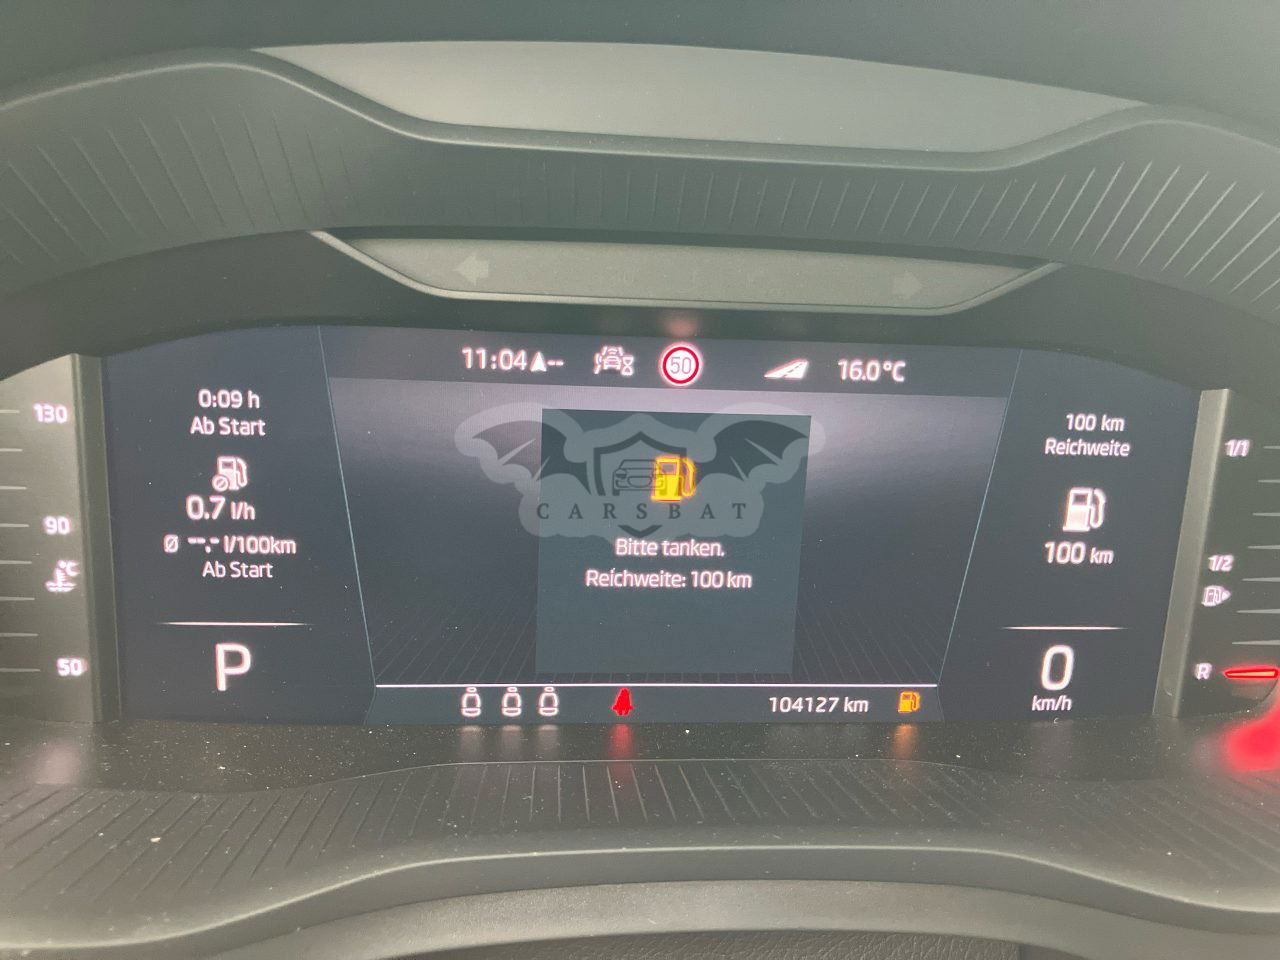 11:04 --
50
16.0°C
130
90
°C
50
0:09 h
Ab Start
0.7 l/h
Ø --.- l/100km
Ab Start
P
CARSBAT
Bitte tanken.
Reichweite: 100 km
104127 km
100 km
Reichweite
100 km
0
km/h
1/1
1/2
R